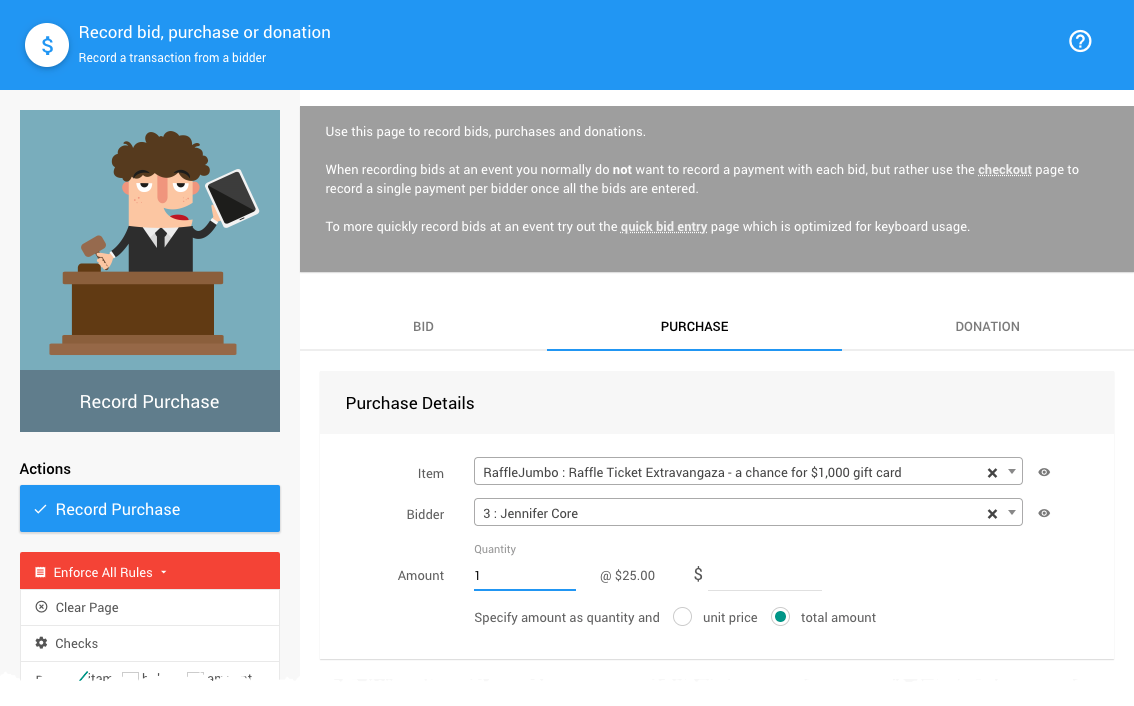 $
Record bid, purchase or donation
Record a transaction from a bidder
?
Record Purchase
Actions
Record Purchase
Enforce All Rules
Clear Page
Checks
Use this page to record bids, purchases and donations.
When recording bids at an event you normally do not want to record a payment with each bid, but rather use the checkout page to
record a single payment per bidder once all the bids are entered.
To more quickly record bids at an event try out the quick bid entry page which is optimized for keyboard usage.
BID PURCHASE DONATION
Purchase Details
Item RaffleJumbo : Raffle Ticket Extravangaza - a chance for $1,000 gift card
Bidder 3 : Jennifer Core
Quantity
Amount 1 @ $25.00 $
Specify amount as quantity and unit price total amount